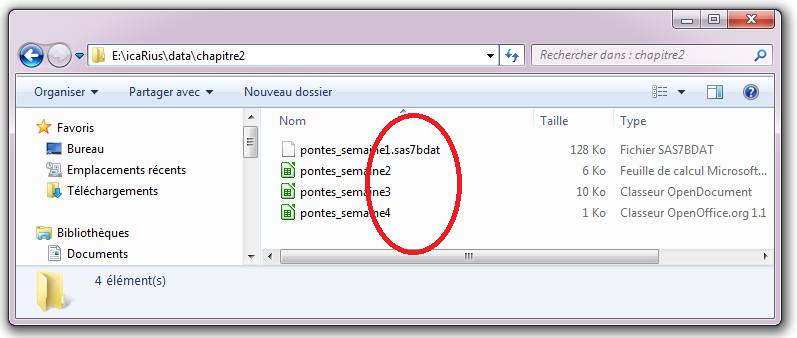 E:\icaRius\data\chapitre2
Rechercher dans : chapitre2
Organiser
Partager avec
Nouveau dossier
Favoris
Bureau
Emplacements récents
Téléchargements
Bibliothèques
Documents
Nom Taille Type
pontes_semaine1.sas7bdat 128 Ko Fichier SAS7BDAT
pontes_semaine2 6 Ko Feuille de calcul Microsoft...
pontes_semaine3 10 Ko Classeur OpenDocument
pontes_semaine4 1 Ko Classeur OpenOffice.org 1.1
4 élément(s)